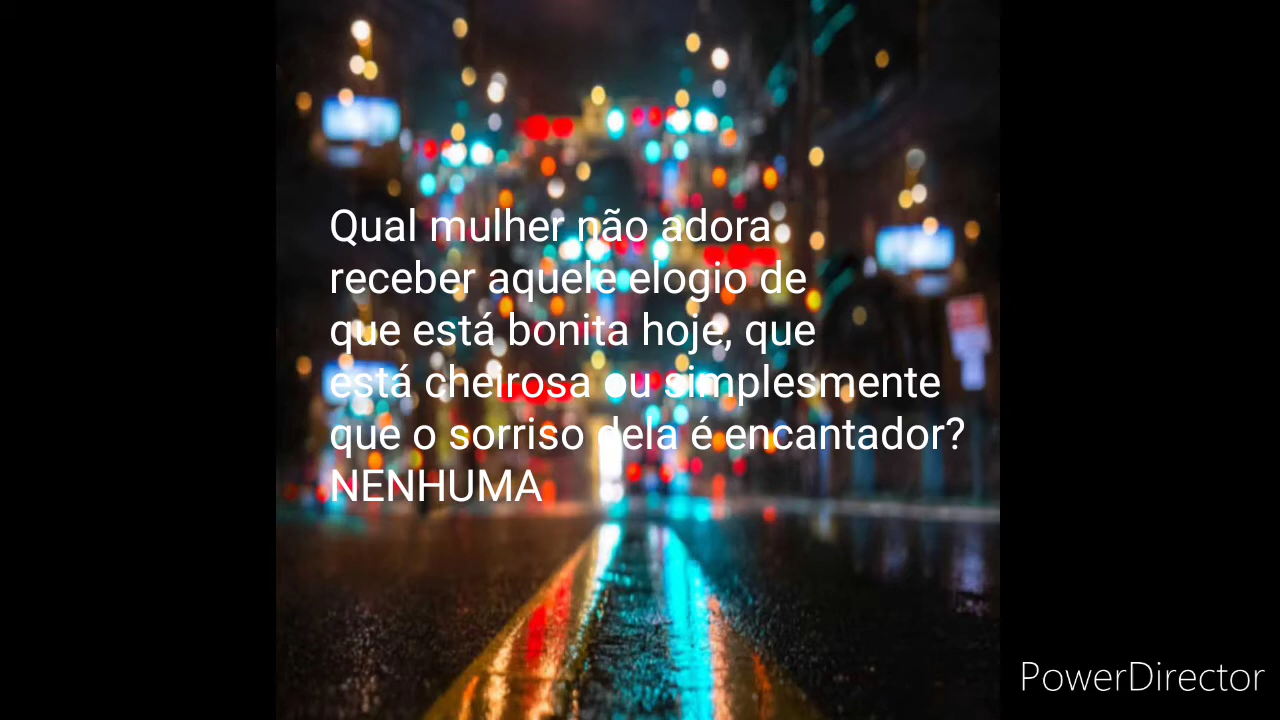 Qual mulher não adora
receber aquele elogio de
que está bonita hoje, que
está cheirosa ou simplesmente
que o sorriso dela é encantador?
NENHUMA
PowerDirector